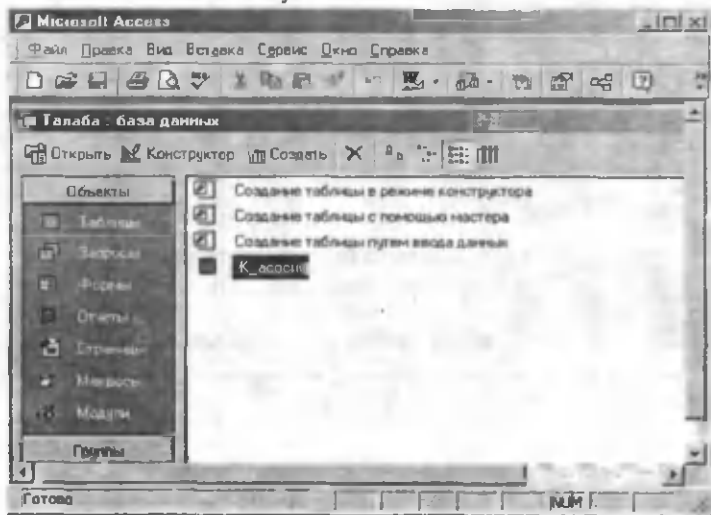 Microsoft Access
Файл Правка Вид Вставка Сервис Окно Справка
Талаба : база данных
Открыть Конструктор Создать
Объекты
Таблицы
Запросы
Формы
Отчеты
Страницы
Макросы
Модули
Группы
Создание таблицы в режиме конструктора
Создание таблицы с помощью мастера
Создание таблицы путем ввода данных
Готово
NUM